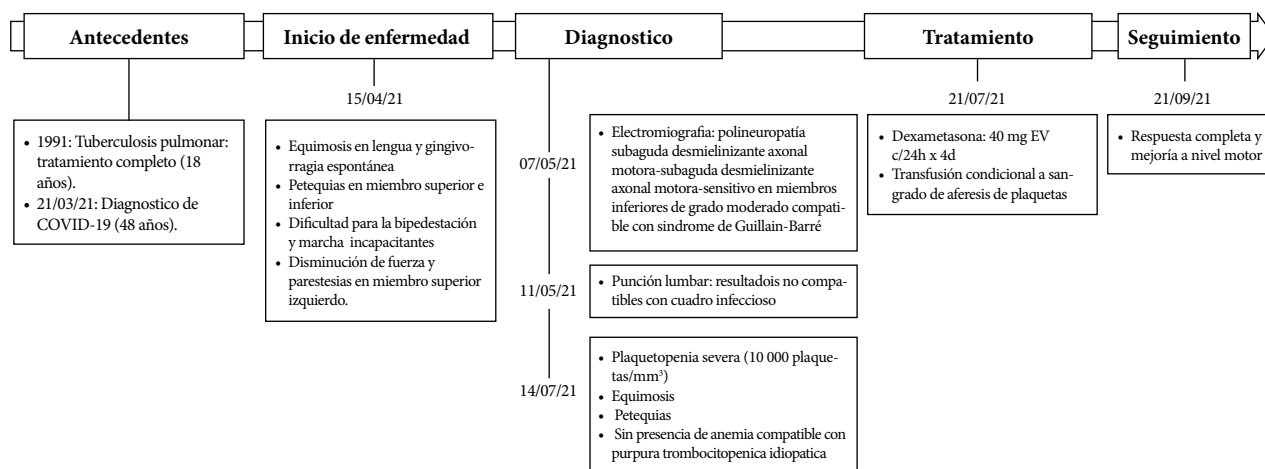 Antecedentes
Inicio de enfermedad
Diagnostico
Tratamiento
Seguimiento
• 1991: Tuberculosis pulmonar:
tratamiento completo (18
años).
• 21/03/21: Diagnostico de
COVID-19 (48 años).
15/04/21
• Equimosis en lengua y gingivo-
rragia espontánea
• Petequias en miembro superior e
inferior
• Dificultad para la bipedestación
y marcha incapacitantes
• Disminución de fuerza y
parestesias en miembro superior
izquierdo.
07/05/21
• Electromiografia: polineuropatía
subaguda desmielinizante axonal
motora-subaguda desmielinizante
axonal motora-sensitivo en miembros
inferiores de grado moderado compati-
ble con sindrome de Guillain-Barré
11/05/21
• Punción lumbar: resultadois no compa-
tibles con cuadro infeccioso
14/07/21
• Plaquetopenia severa (10 000 plaque-
tas/mm³)
• Equimosis
• Petequias
• Sin presencia de anemia compatible con
purpura trombocitopenica idiopatica
21/07/21
• Dexametasona: 40 mg EV
c/24h x 4d
• Transfusión condicional a san-
grado de aferesis de plaquetas
21/09/21
• Respuesta completa y
mejoría a nivel motor